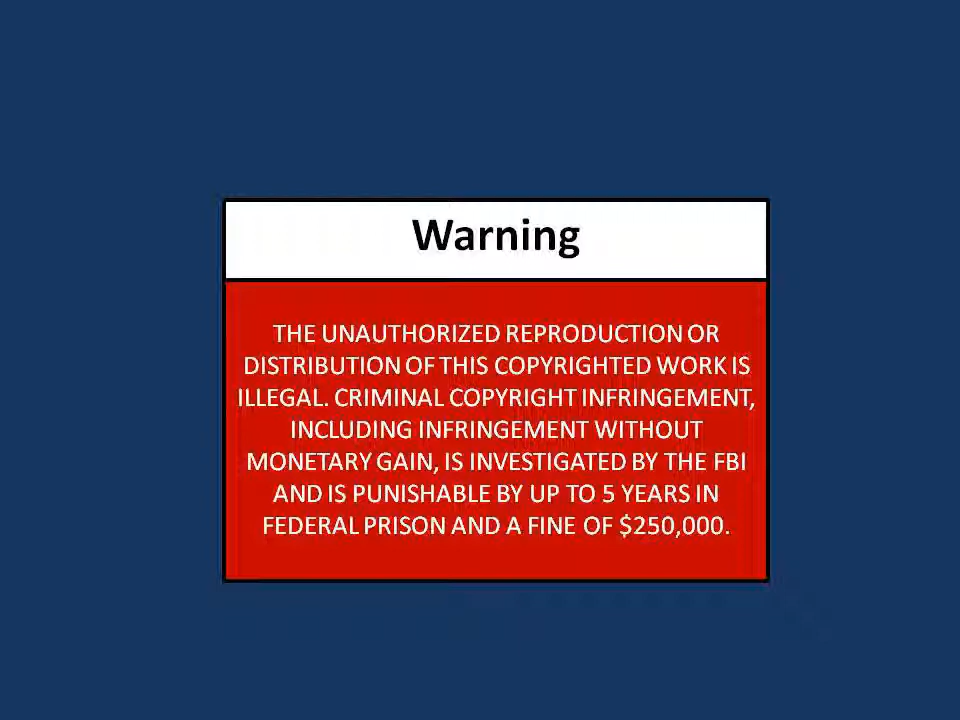 Warning
THE UNAUTHORIZED REPRODUCTION OR
DISTRIBUTION OF THIS COPYRIGHTED WORK IS
ILLEGAL. CRIMINAL COPYRIGHT INFRINGEMENT,
INCLUDING INFRINGEMENT WITHOUT
MONETARY GAIN, IS INVESTIGATED BY THE FBI
AND IS PUNISHABLE BY UP TO 5 YEARS IN
FEDERAL PRISON AND A FINE OF $250,000.